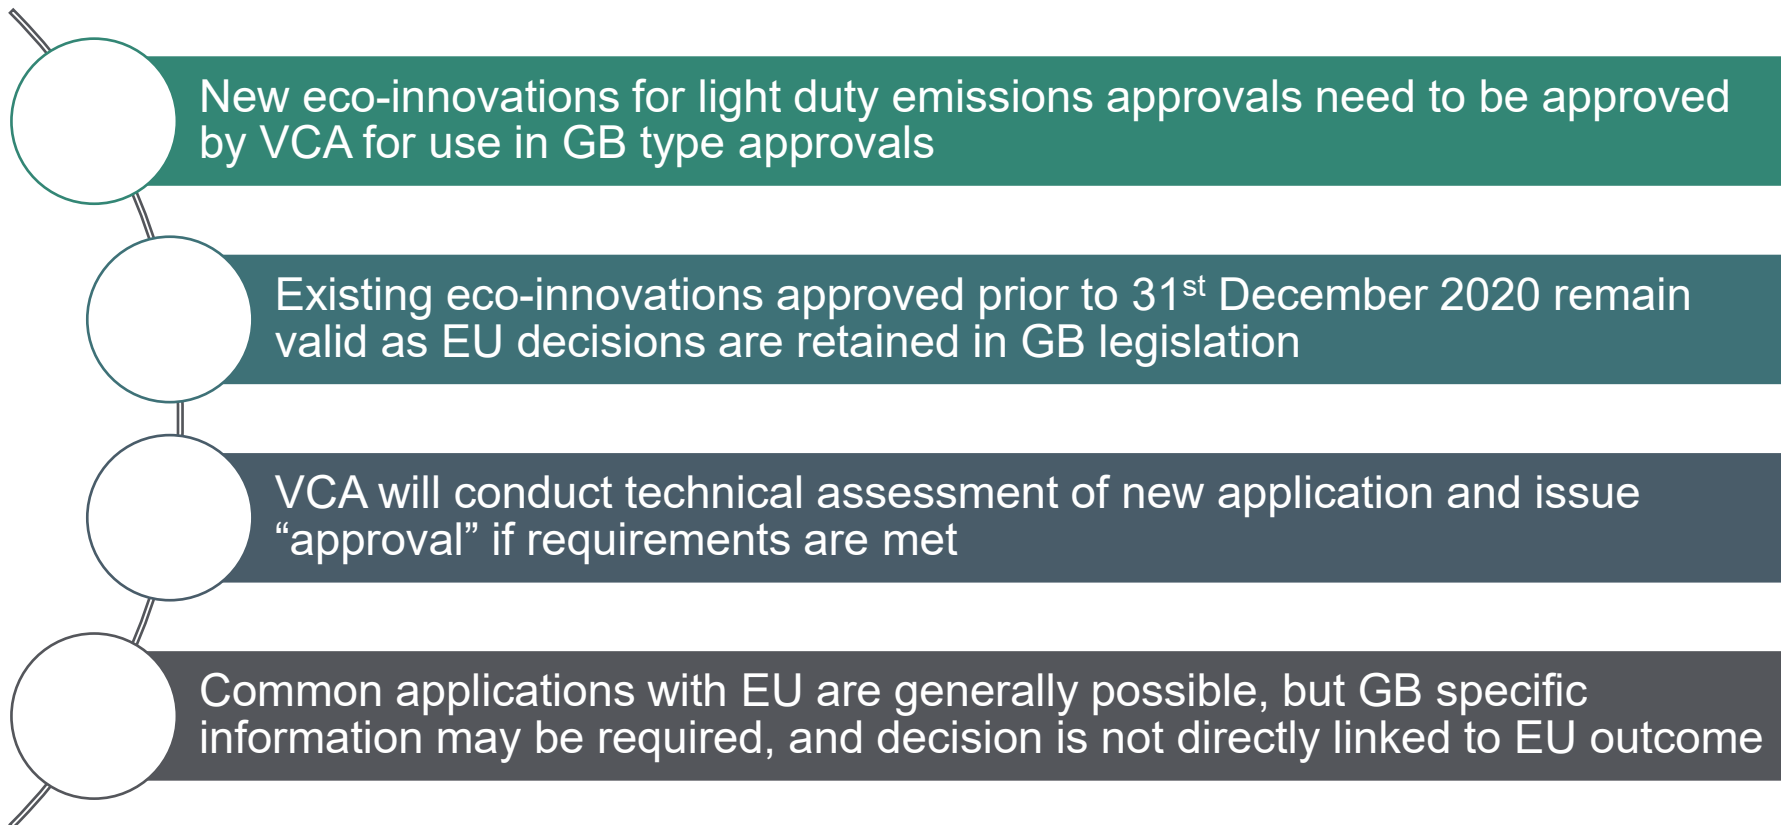 New eco-innovations for light duty emissions approvals need to be approved
by VCA for use in GB type approvals
Existing eco-innovations approved prior to 31st December 2020 remain
valid as EU decisions are retained in GB legislation
VCA will conduct technical assessment of new application and issue
“approval” if requirements are met
Common applications with EU are generally possible, but GB specific
information may be required, and decision is not directly linked to EU outcome